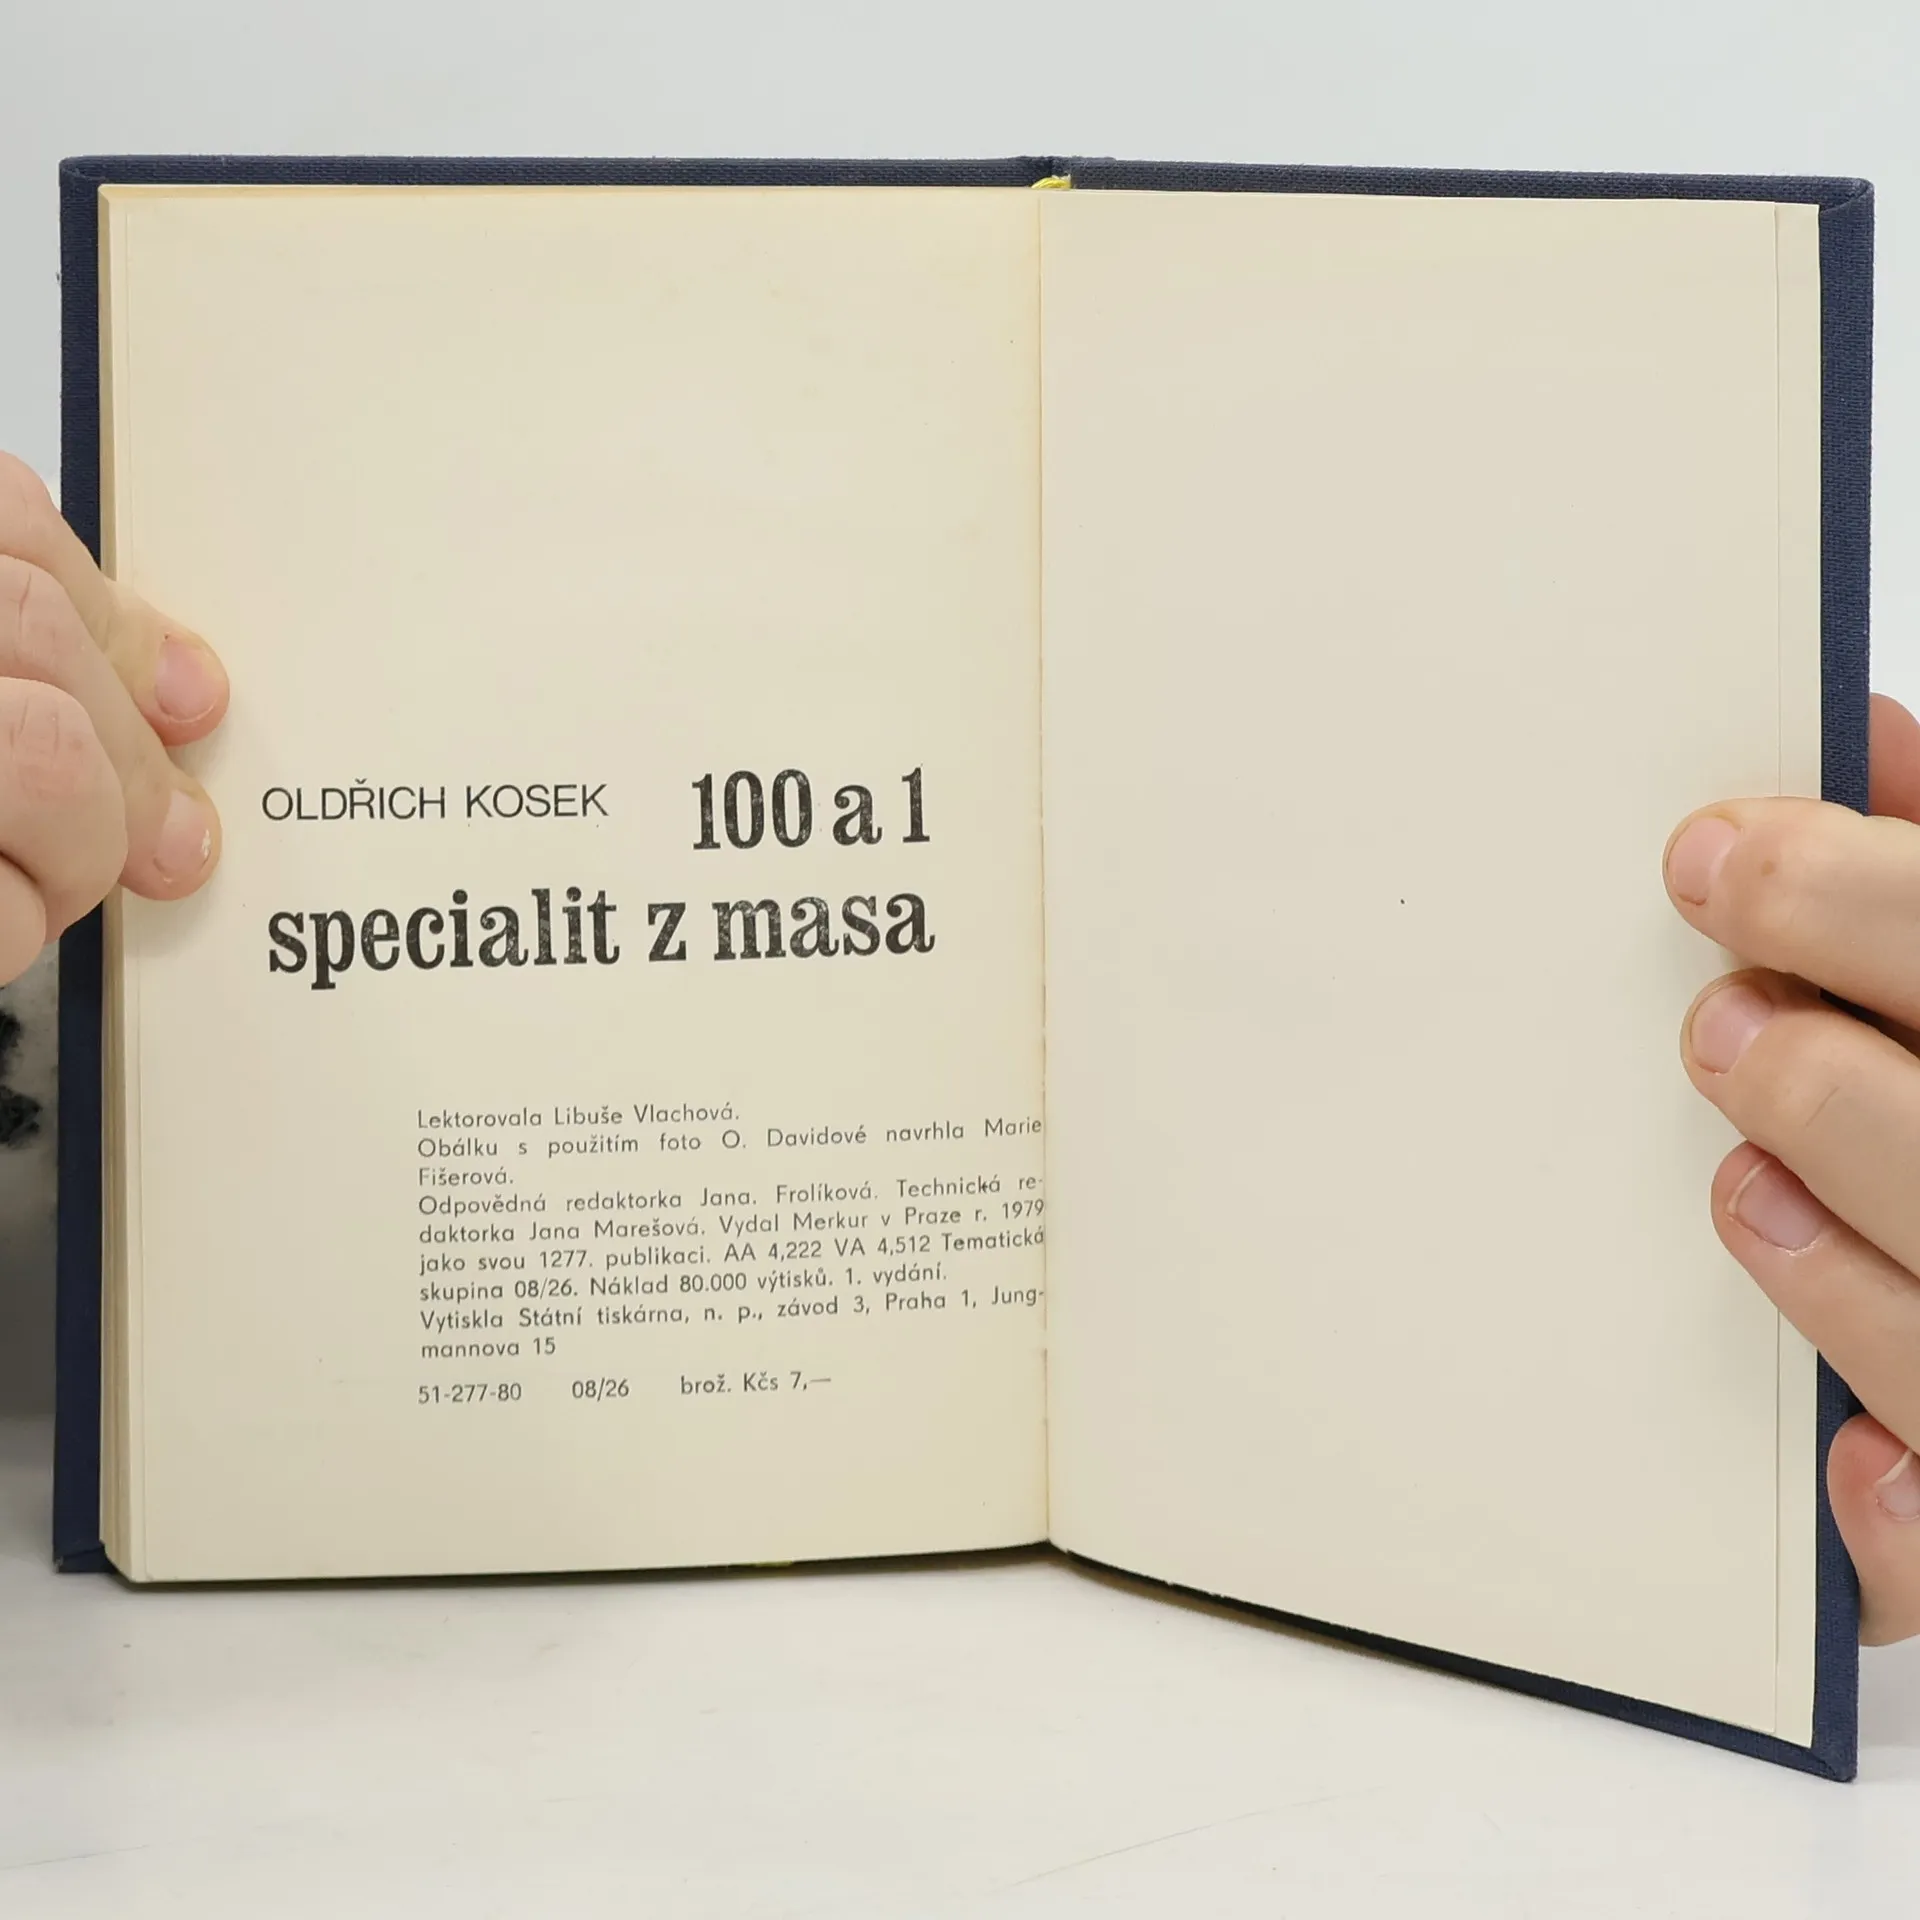 OLDŘICH KOSEK 100 a 1
specialit z masa
Lektorovala Libuše Vlachová.
Obálku s použitím foto O. Davidové navrhla Marie
Fišerová.
Odpovědná redaktorka Jana. Frolíková. Technická re-
daktorka Jana Marešová. Vydal Merkur v Praze r. 1979
jako svou 1277. publikaci. AA 4,222 VA 4,512 Tematická
skupina 08/26. Náklad 80.000 výtisků. 1. vydání.
Vytiskla Státní tiskárna, n. p., závod 3, Praha 1, Jung-
mannova 15
51-277-80 08/26 brož. Kčs 7,—